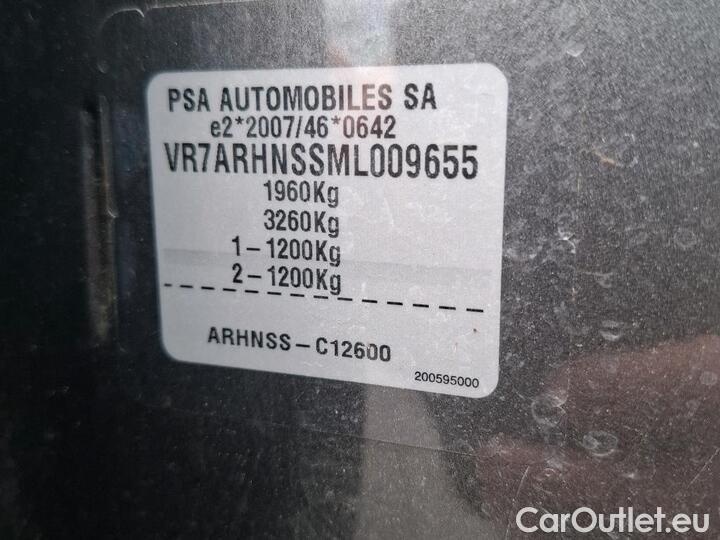 PSA AUTOMOBILES SA
e2*2007/46*0642
VR7ARHNSSML009655
1960Kg
3260Kg
1-1200Kg
2-1200Kg
ARHNSS-C12600
200595000
CarOutlet.eu